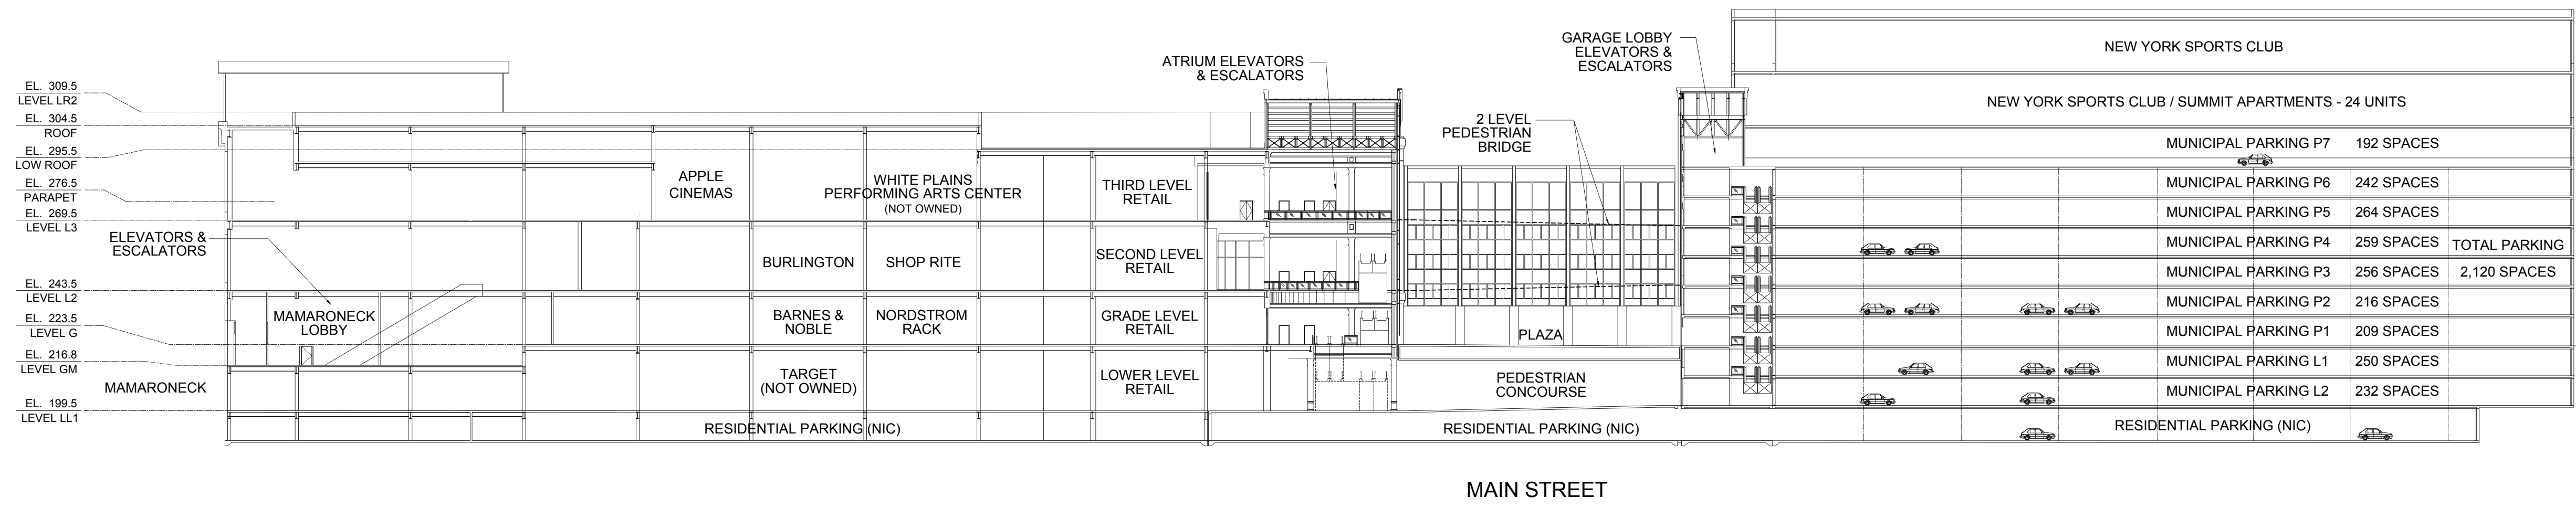 EL. 309.5
LEVEL LR2
EL. 304.5
ROOF
EL. 295.5
LOW ROOF
EL. 276.5
PARAPET
EL. 269.5
LEVEL L3
ELEVATORS &
ESCALATORS
EL. 243.5
LEVEL L2
EL. 223.5
LEVEL G
EL. 216.8
LEVEL GM
MAMARONECK
EL. 199.5
LEVEL LL1
MAMARONECK
LOBBY
APPLE
CINEMAS
WHITE PLAINS
PERFORMING ARTS CENTER
(NOT OWNED)
THIRD LEVEL
RETAIL
BURLINGTON
SHOP RITE
SECOND LEVEL
RETAIL
BARNES &
NOBLE
NORDSTROM
RACK
GRADE LEVEL
RETAIL
TARGET
(NOT OWNED)
LOWER LEVEL
RETAIL
RESIDENTIAL PARKING (NIC)
ATRIUM ELEVATORS
& ESCALATORS
2 LEVEL
PEDESTRIAN
BRIDGE
GARAGE LOBBY
ELEVATORS &
ESCALATORS
PLAZA
PEDESTRIAN
CONCOURSE
RESIDENTIAL PARKING (NIC)
NEW YORK SPORTS CLUB
NEW YORK SPORTS CLUB / SUMMIT APARTMENTS - 24 UNITS
MUNICIPAL PARKING P7 192 SPACES
MUNICIPAL PARKING P6 242 SPACES
MUNICIPAL PARKING P5 264 SPACES
MUNICIPAL PARKING P4 259 SPACES
MUNICIPAL PARKING P3 256 SPACES
MUNICIPAL PARKING P2 216 SPACES
MUNICIPAL PARKING P1 209 SPACES
MUNICIPAL PARKING L1 250 SPACES
MUNICIPAL PARKING L2 232 SPACES
TOTAL PARKING
2,120 SPACES
RESIDENTIAL PARKING (NIC)
MAIN STREET